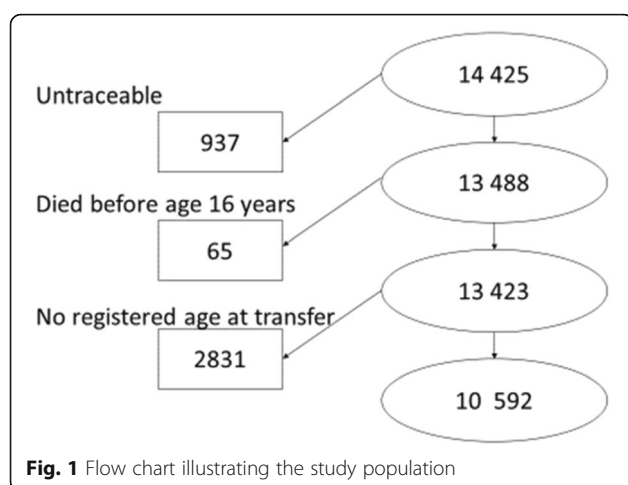 14 425
Untraceable
937
13 488
Died before age 16 years
65
13 423
No registered age at transfer
2831
10 592
Fig. 1 Flow chart illustrating the study population